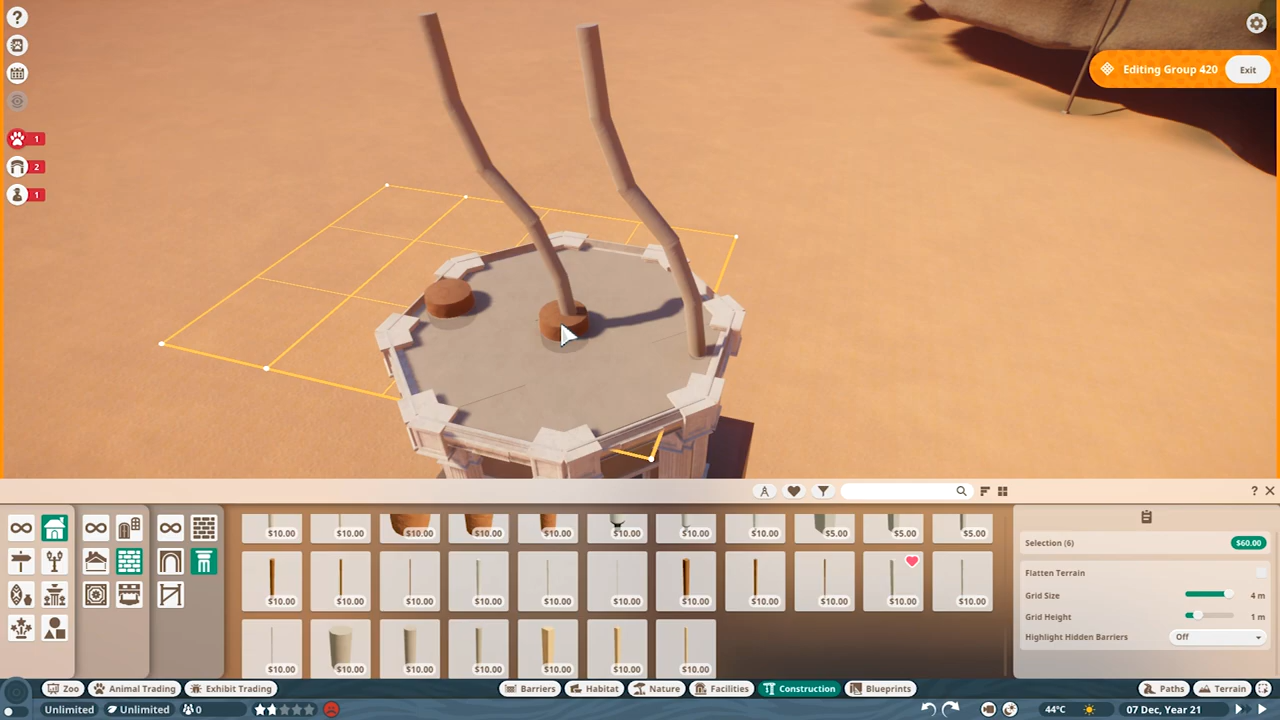 ?
Editing Group 420 Exit
1
2
1
? ×
$10.00 $10.00 $10.00 $10.00 $10.00 $10.00 $10.00 $10.00 $5.00 $5.00 $5.00
$10.00 $10.00 $10.00 $10.00 $10.00 $10.00 $10.00 $10.00 $10.00 $10.00 $10.00
$10.00 $10.00 $10.00 $10.00 $10.00 $10.00 $10.00
Selection (6) $60.00
Flatten Terrain
Grid Size 4 m
Grid Height 1 m
Highlight Hidden Barriers Off
Zoo Animal Trading Exhibit Trading Barriers Habitat Nature Facilities Construction Blueprints Paths Terrain
Unlimited Unlimited 0 44°C 07 Dec, Year 21